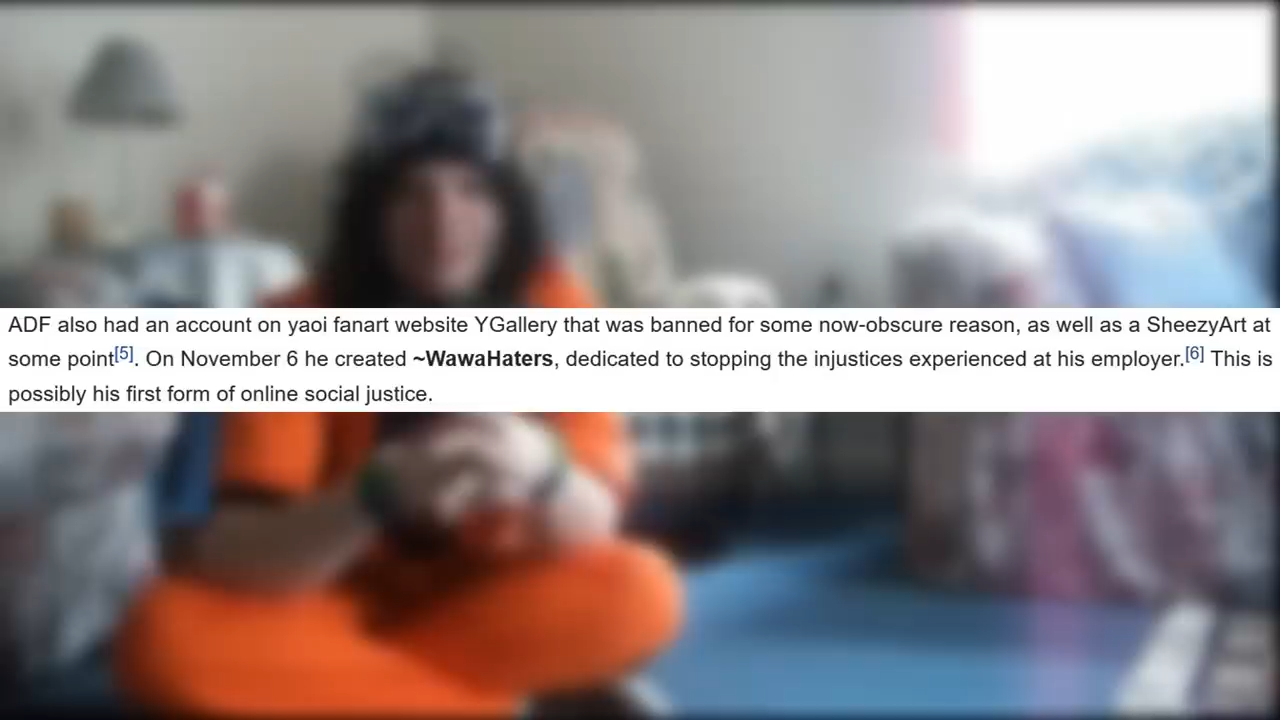 ADF also had an account on yaoi fanart website YGallery that was banned for some now-obscure reason, as well as a SheezyArt at
some point[5]. On November 6 he created ~WawaHaters, dedicated to stopping the injustices experienced at his employer.[6] This is
possibly his first form of online social justice.